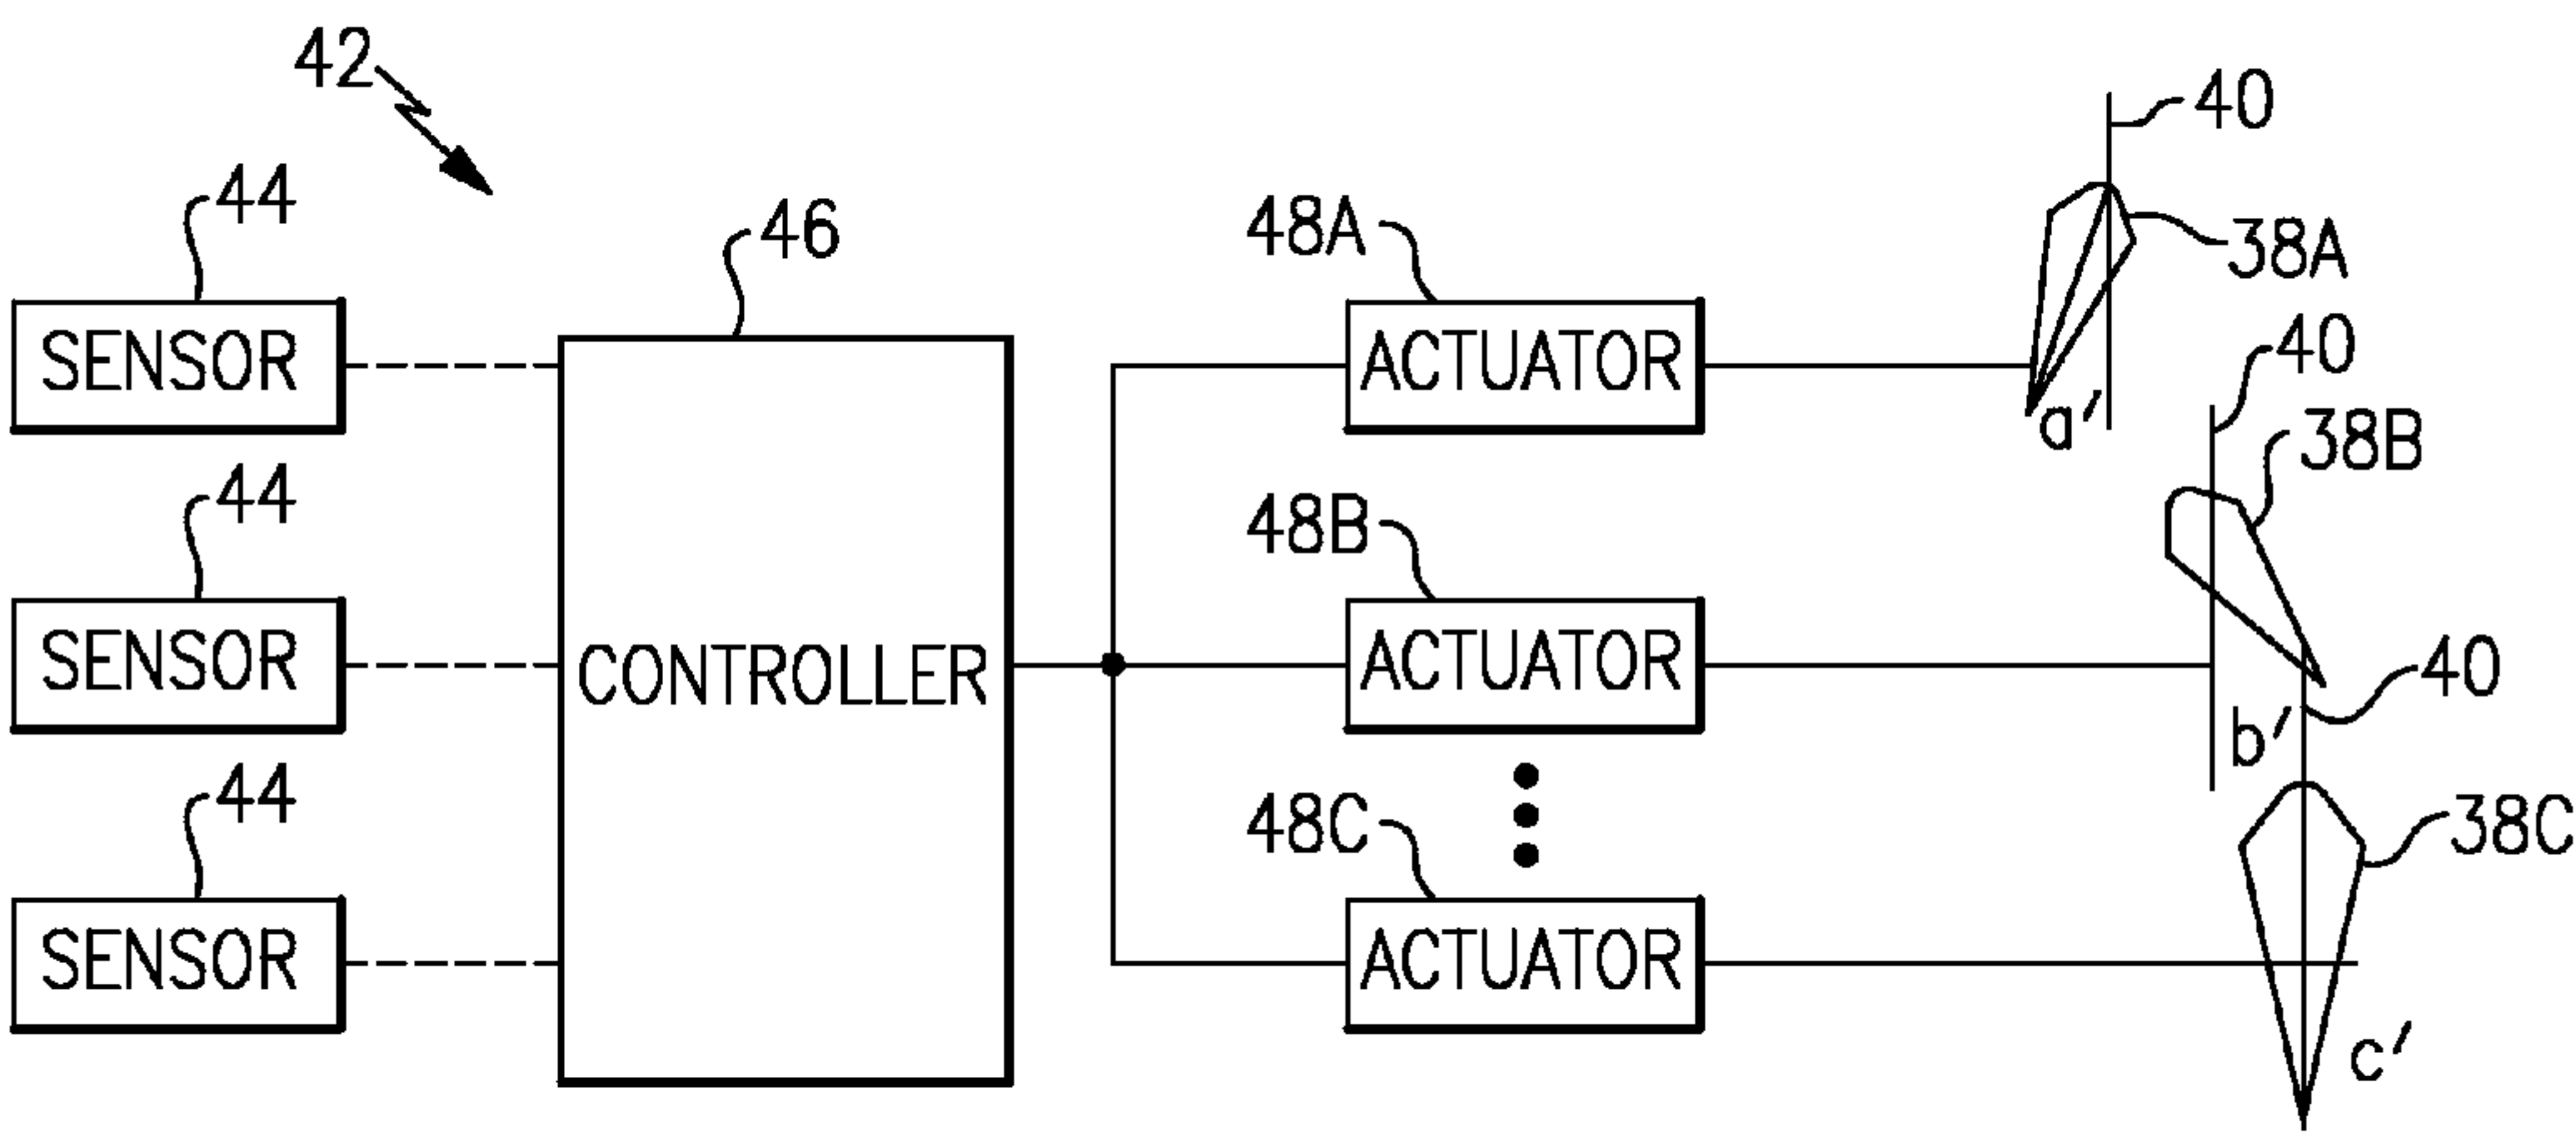 42
40
44
46
48A
38A
SENSOR
ACTUATOR
40
a'
38B
44
48B
SENSOR
CONTROLLER
ACTUATOR
40
b'
44
48C
38C
SENSOR
ACTUATOR
c'